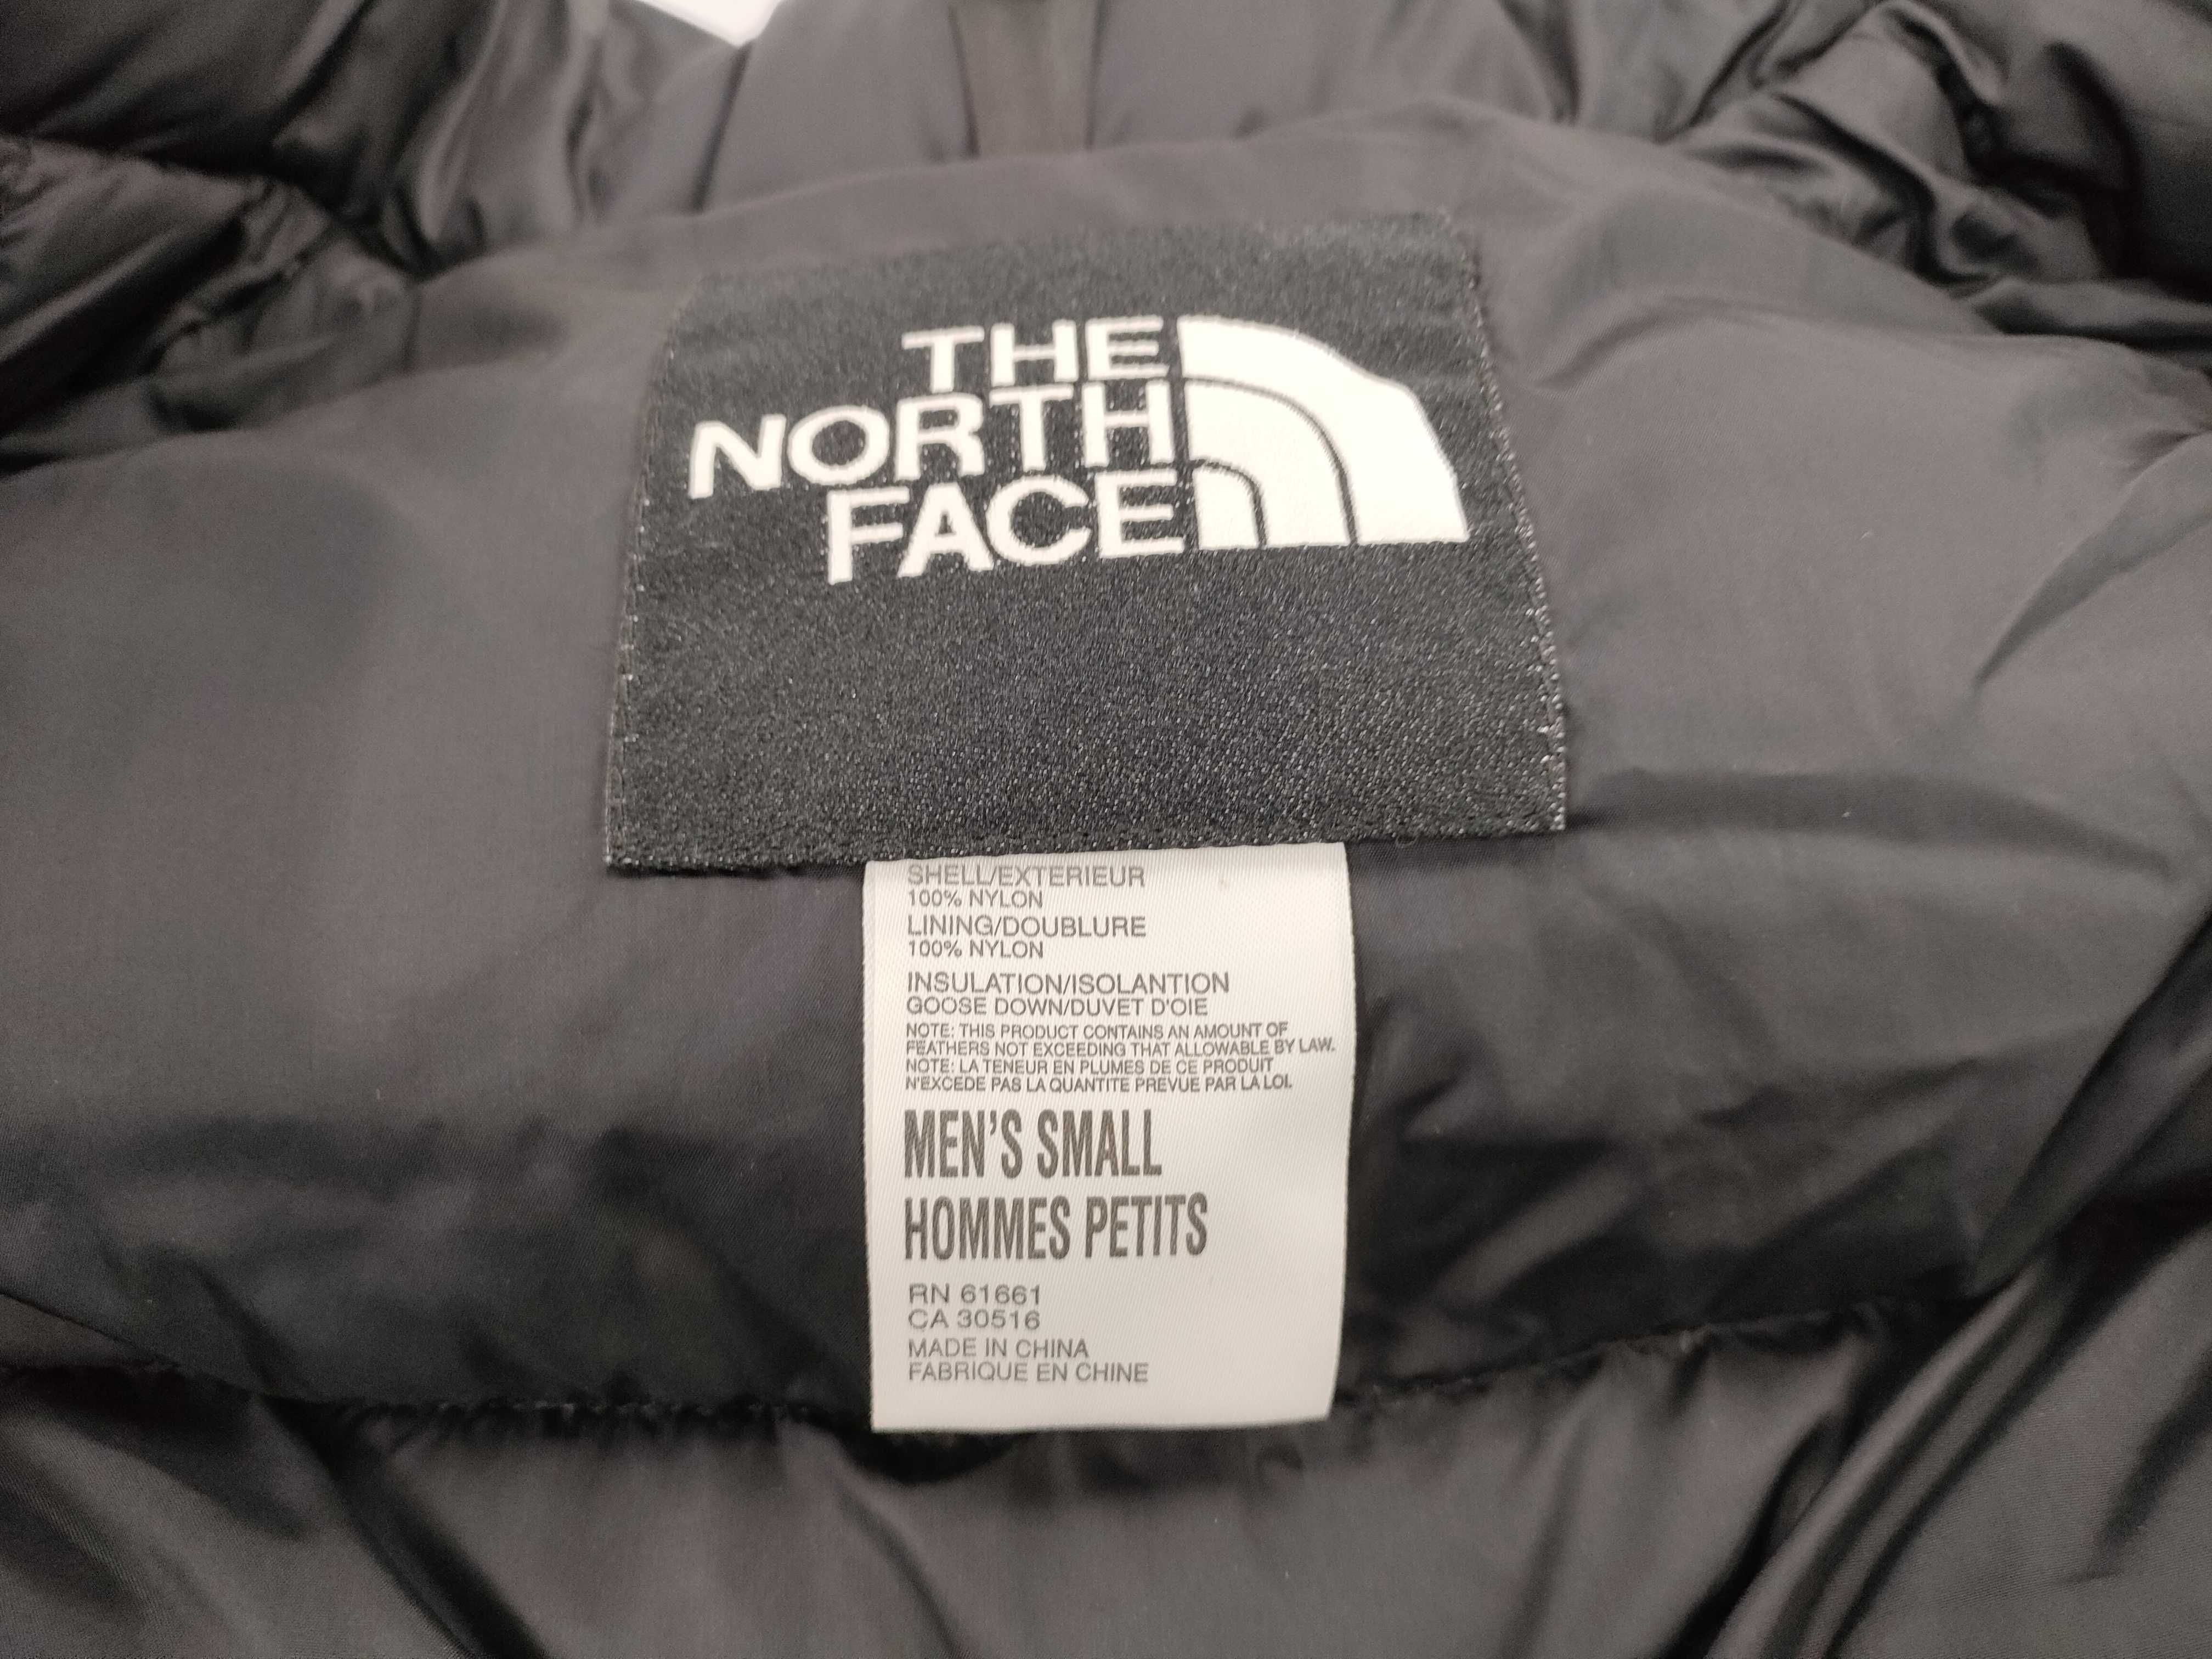 THE
NORTH
FACE
SHELL/EXTERIEUR
100% NYLON
LINING/DOUBLURE
100% NYLON
INSULATION/ISOLANTION
GOOSE DOWN/DUVET D'OIE
NOTE: THIS PRODUCT CONTAINS AN AMOUNT OF
FEATHERS NOT EXCEEDING THAT ALLOWABLE BY LAW.
NOTE: LA TENEUR EN PLUMES DE CE PRODUIT
N'EXCEDE PAS LA QUANTITE PREVUE PAR LA LOI.
MEN'S SMALL
HOMMES PETITS
RN 61661
CA 30516
MADE IN CHINA
FABRIQUE EN CHINE